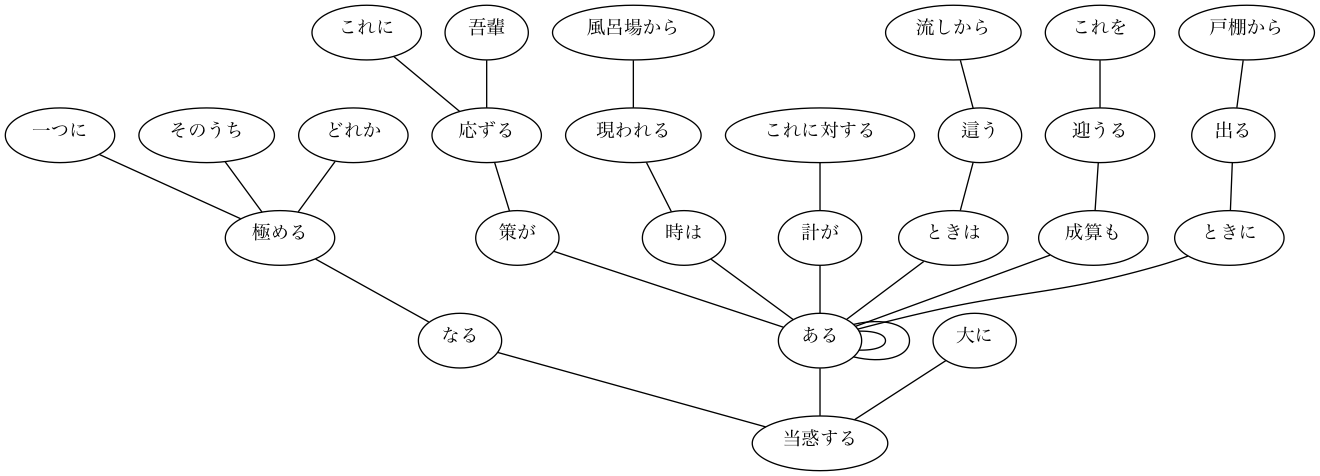 これに 吾輩 風呂場から 流しから これを 戸棚から
一つに そのうち どれか 応ずる 現われる これに対する 這う 迎うる 出る
極める 策が 時は 計が ときは 成算も ときに
なる ある 大に
当惑する